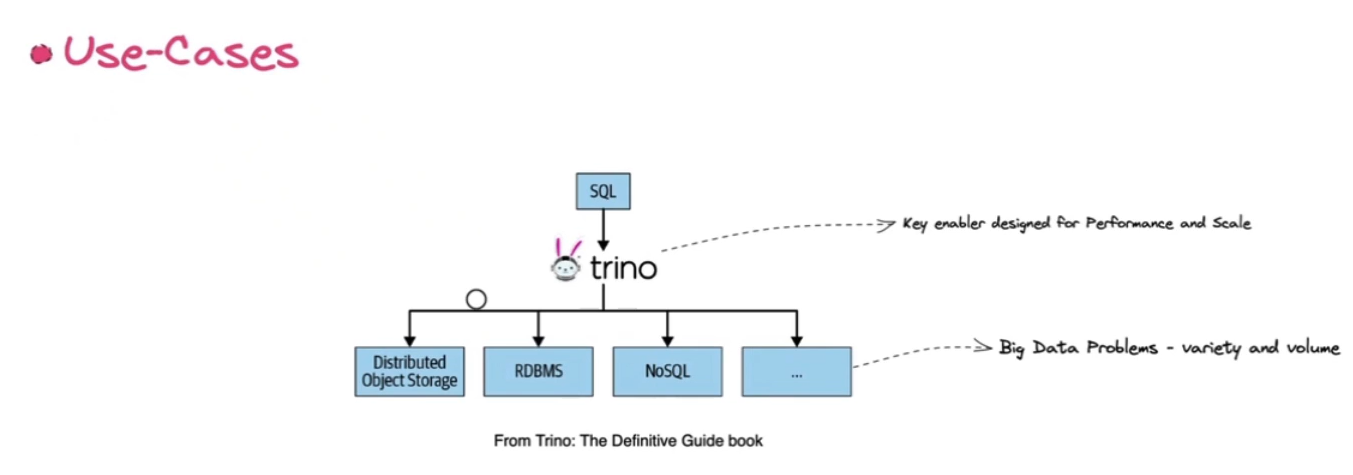 Use-Cases
SQL
Key enabler designed for Performance and Scale
trino
Distributed
Object Storage
RDBMS
NoSQL
...
Big Data Problems - variety and volume
From Trino: The Definitive Guide book